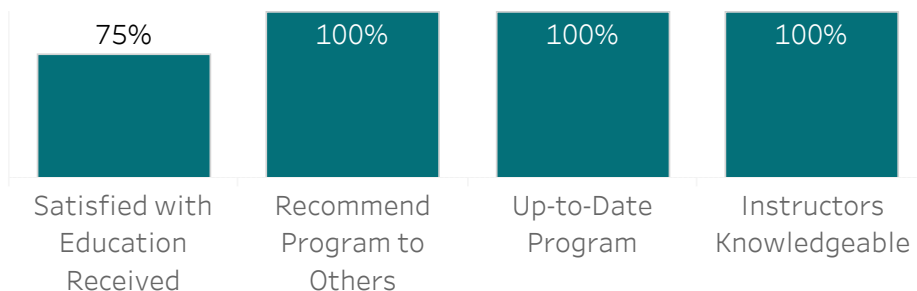 75%
100%
100%
100%
Satisfied with
Education
Received
Recommend
Program to
Others
Up-to-Date
Program
Instructors
Knowledgeable